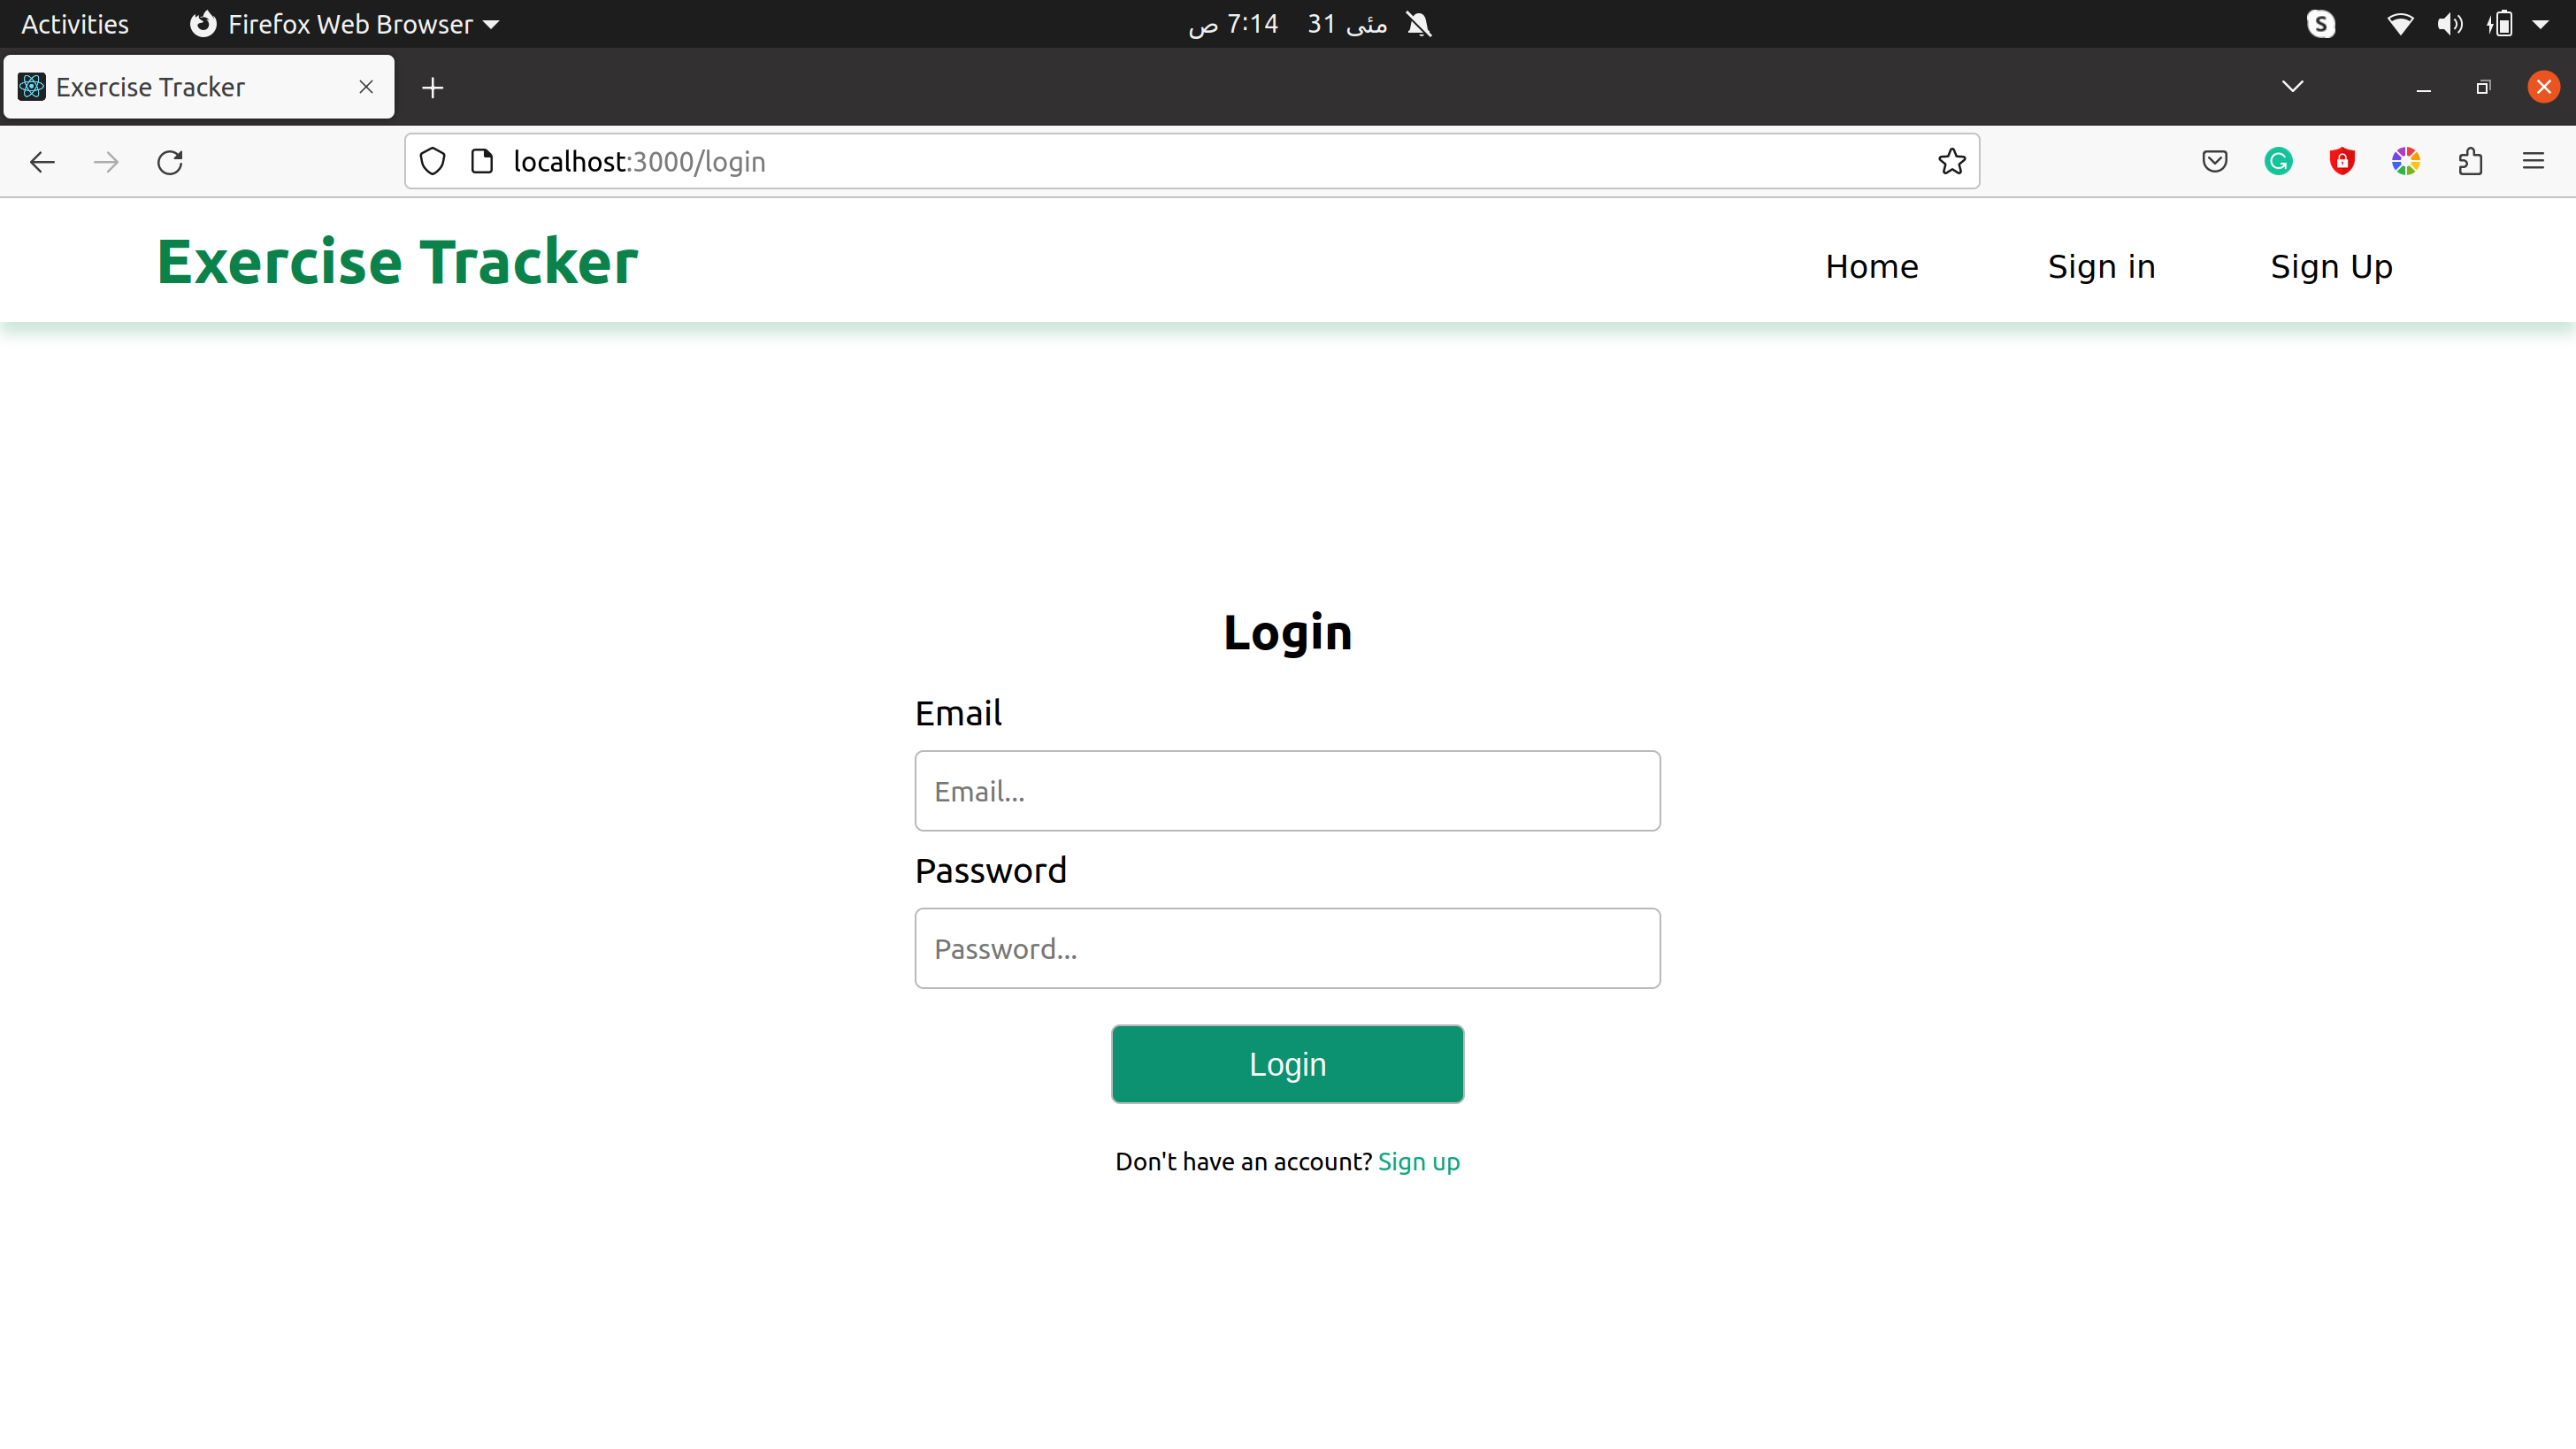 Activities Firefox Web Browser 31 مئی 7:14 ص S
Exercise Tracker
localhost:3000/login
Exercise Tracker Home Sign in Sign Up
Login
Email
Email...
Password
Password...
Login
Don't have an account? Sign up